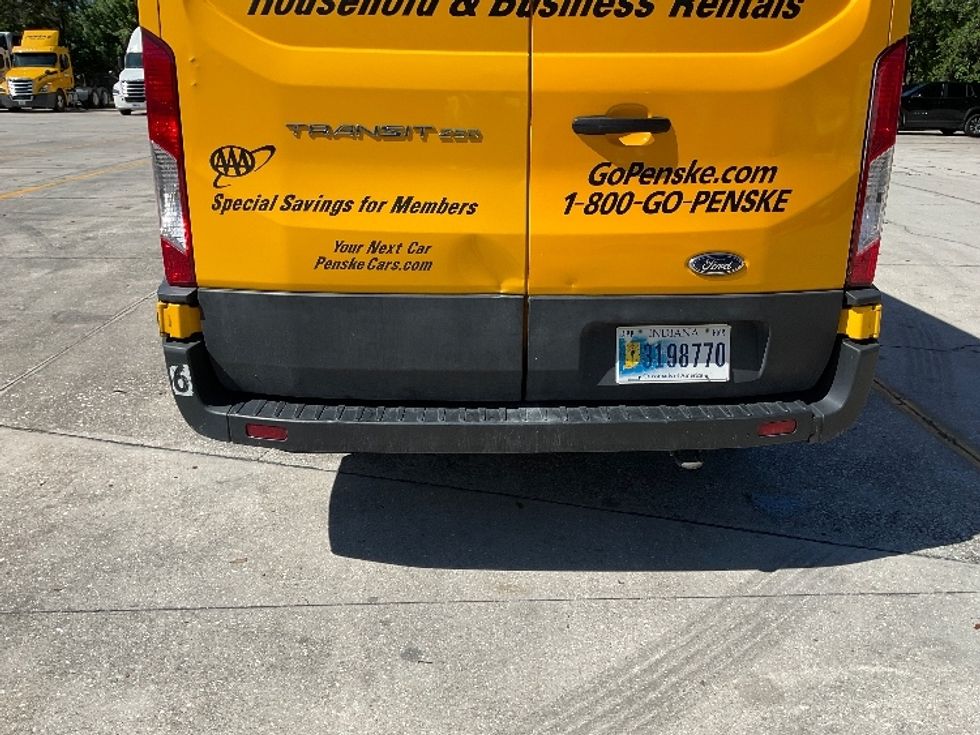 Household & Business Rentals
TRANSIT 250
AAA
Special Savings for Members
GoPenske.com
1-800-GO-PENSKE
Your Next Car
PenskeCars.com
Ford
INDIANA
3198770
6